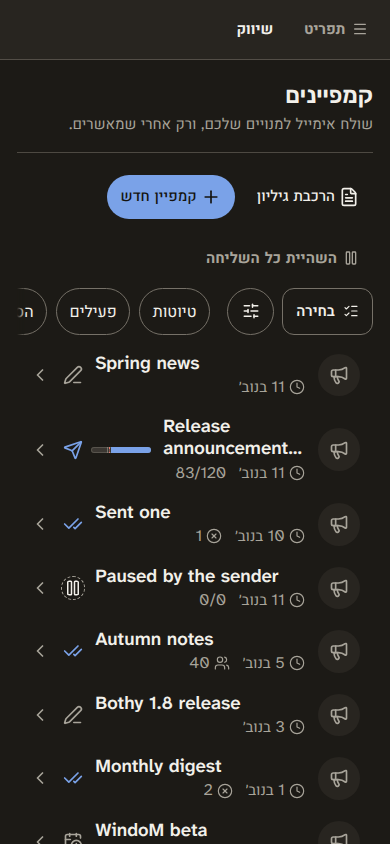 תפריט שיווק
קמפיינים
שולח אימייל למנויים שלכם, ורק אחרי שמאשרים.
הרכבת גיליון קמפיין חדש
השהיית כל השליחה
בחירה טיוטות פעילים
Spring news
11 בנוב׳
Release
announcement...
11 בנוב׳ 83/120
Sent one
10 בנוב׳ 1
Paused by the sender
11 בנוב׳ 0/0
Autumn notes
5 בנוב׳ 40
Bothy 1.8 release
3 בנוב׳
Monthly digest
1 בנוב׳ 2
WindoM beta